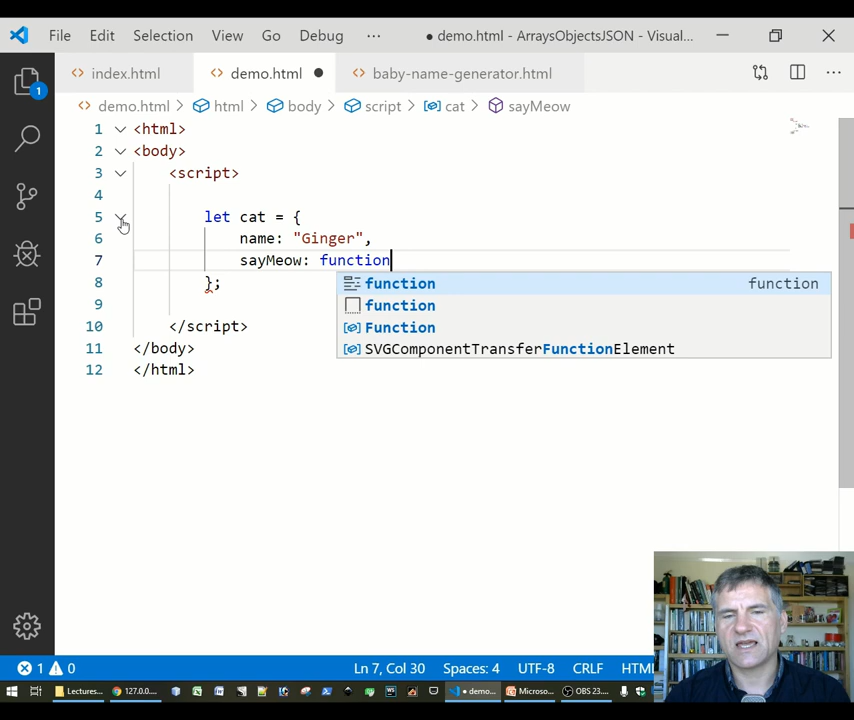 File Edit Selection View Go Debug ··· ● demo.html - ArraysObjectsJSON - Visual...
<> index.html <> demo.html ● <> baby-name-generator.html ···
<> demo.html > html > body > script > cat > sayMeow
1
1 <html>
2 <body>
3 <script>
4
5 let cat = {
6 name: "Ginger",
7 sayMeow: function
8 };
9
10 </script>
11 </body>
12 </html>
function function
function
Function
SVGComponentTransferFunctionElement
1 0 Ln 7, Col 30 Spaces: 4 UTF-8 CRLF HTML
Lectures... 127.0.0... demo... Microso... OBS 23....